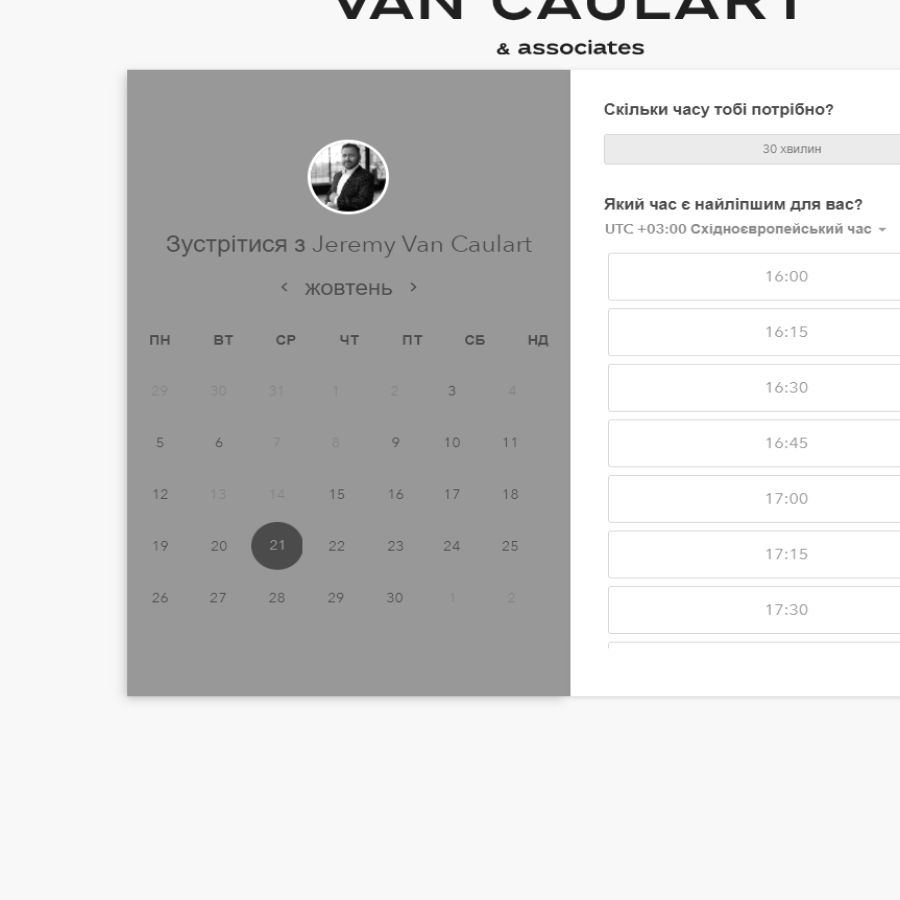 VAN CAULART
& associates
Зустрітися з Jeremy Van Caulart
‹ жовтень ›
ПН ВТ СР ЧТ ПТ СБ НД
29 30 31 1 2 3 4
5 6 7 8 9 10 11
12 13 14 15 16 17 18
19 20 21 22 23 24 25
26 27 28 29 30 1 2
Скільки часу тобі потрібно?
30 хвилин
Який час є найліпшим для вас?
UTC +03:00 Східноєвропейський час
16:00
16:15
16:30
16:45
17:00
17:15
17:30